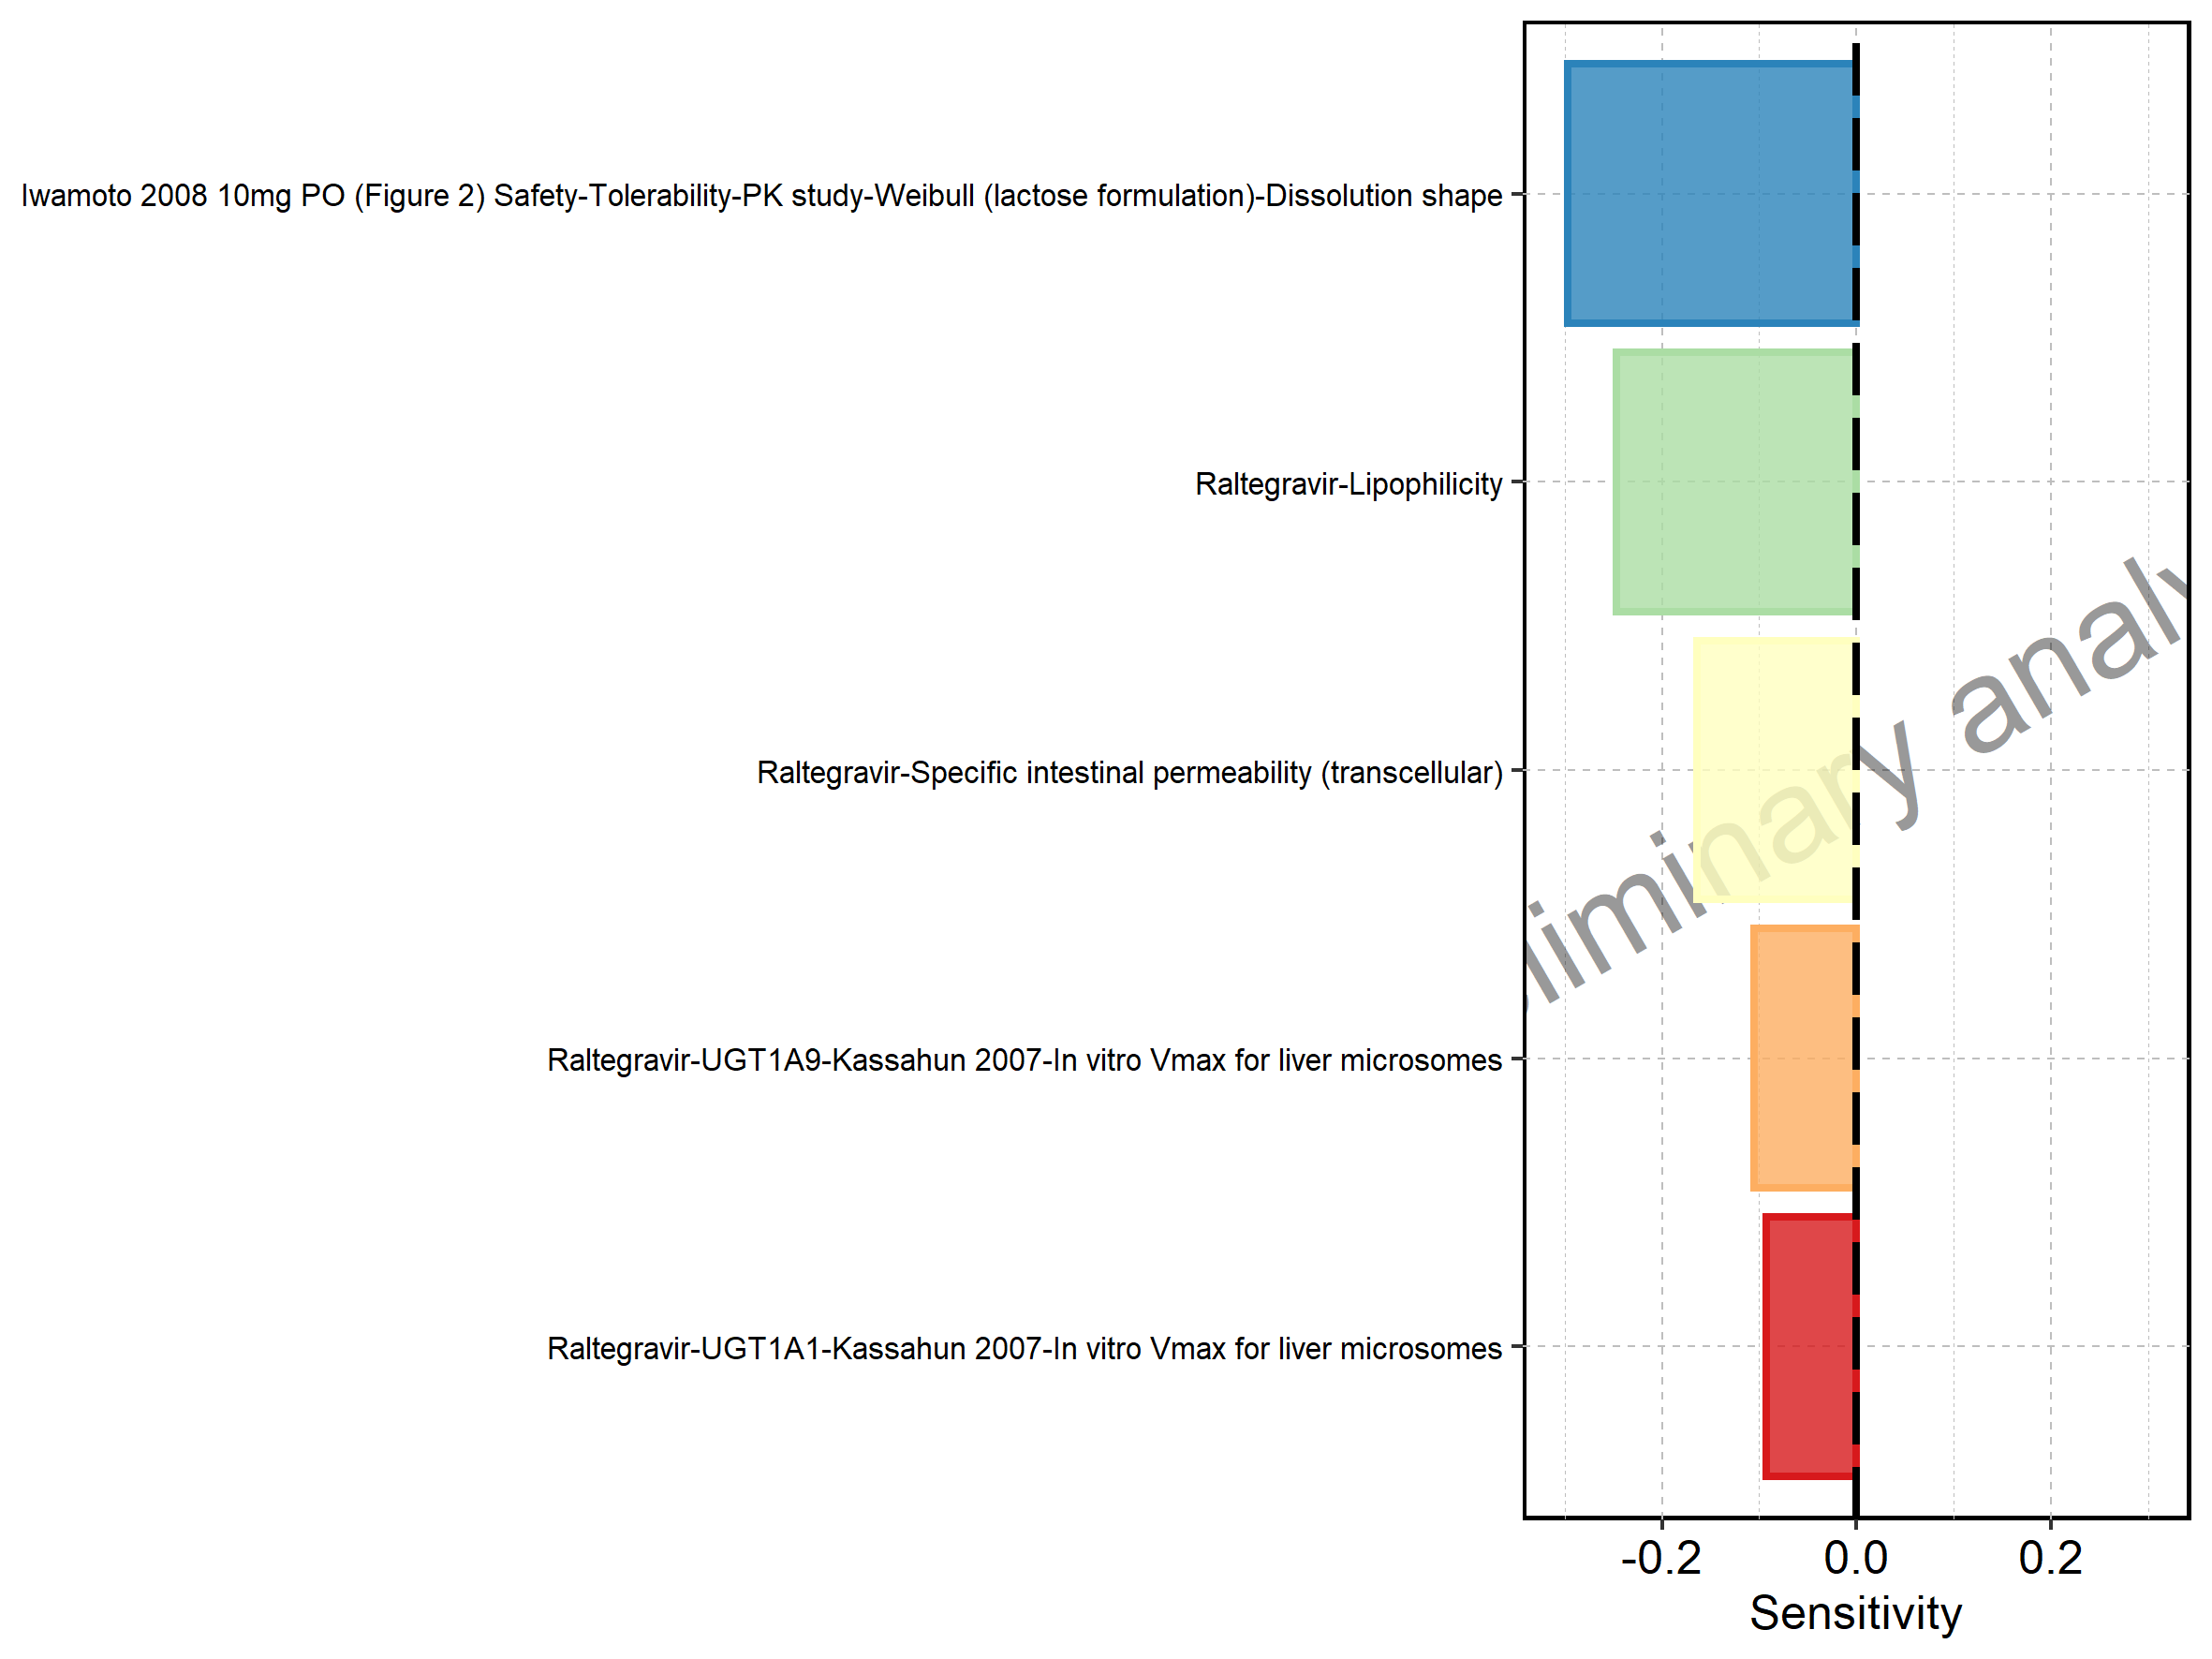 Iwamoto 2008 10mg PO (Figure 2) Safety-Tolerability-PK study-Weibull (lactose formulation)-Dissolution shape
Raltegravir-Lipophilicity
Raltegravir-Specific intestinal permeability (transcellular)
Raltegravir-UGT1A9-Kassahun 2007-In vitro Vmax for liver microsomes
Raltegravir-UGT1A1-Kassahun 2007-In vitro Vmax for liver microsomes
-0.2 0.0 0.2
Sensitivity